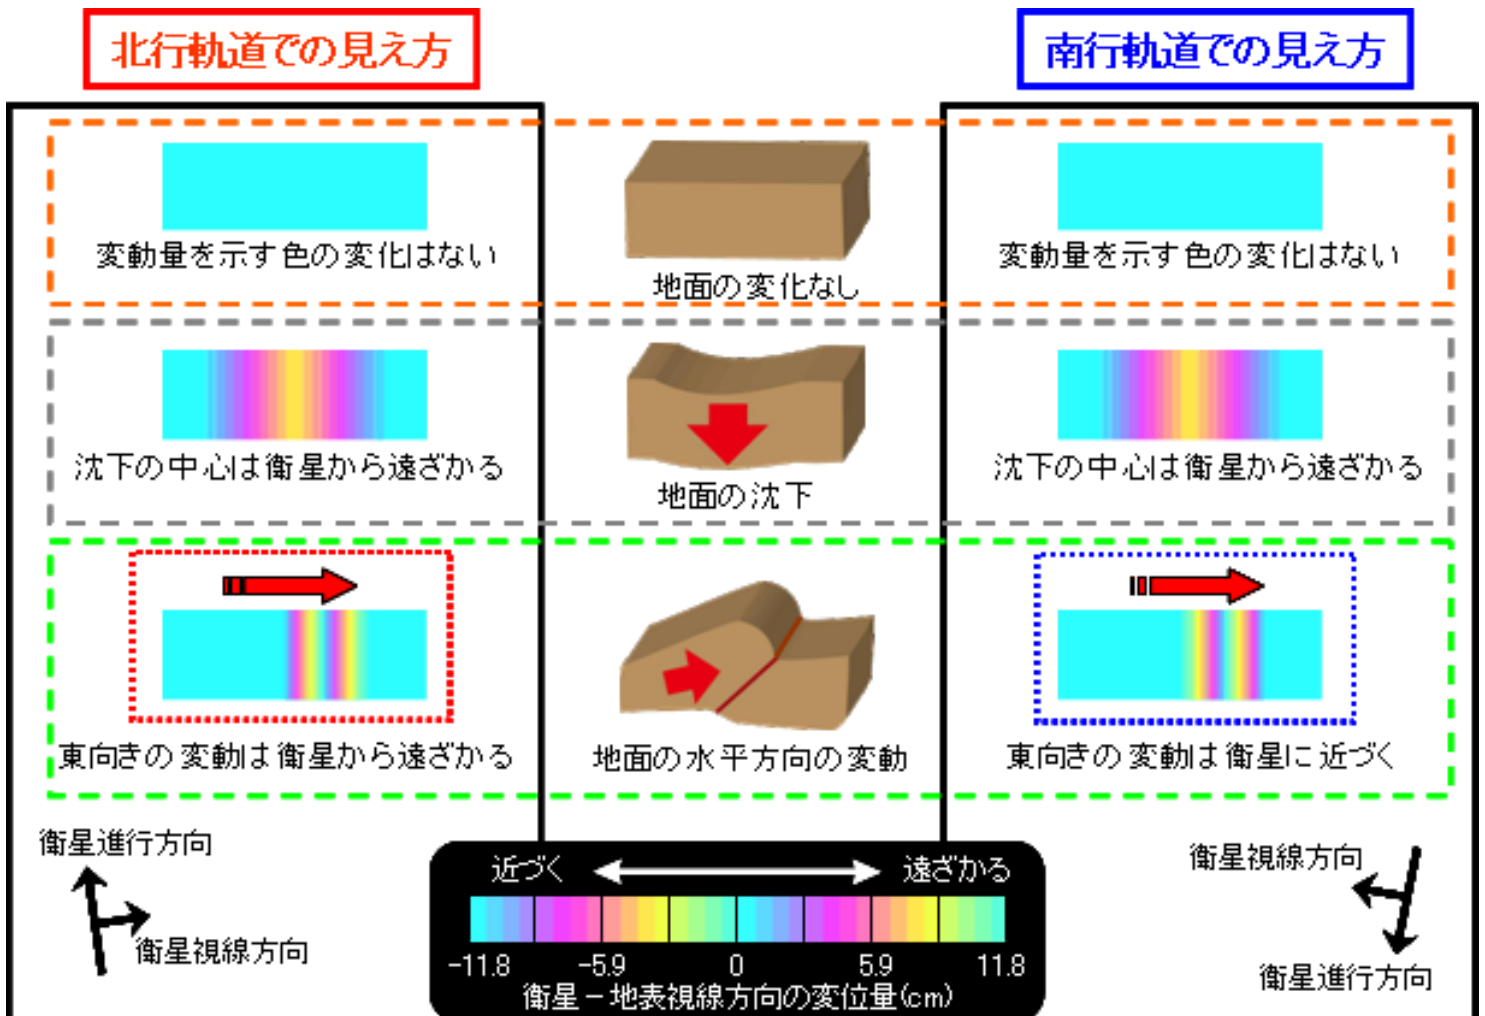 北行軌道での見え方
南行軌道での見え方
変動量を示す色の変化はない
地面の変化なし
変動量を示す色の変化はない
沈下の中心は衛星から遠ざかる
地面の沈下
沈下の中心は衛星から遠ざかる
東向きの変動は衛星から遠ざかる
地面の水平方向の変動
東向きの変動は衛星に近づく
衛星進行方向
衛星視線方向
近づく
遠ざかる
-11.8 -5.9 0 5.9 11.8
衛星-地表視線方向の変位量(cm)
衛星視線方向
衛星進行方向